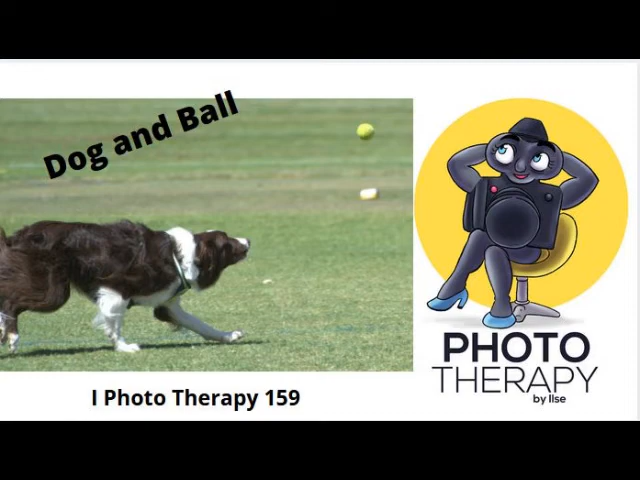 Dog and Ball
I Photo Therapy 159
PHOTO
THERAPY
by Ilse